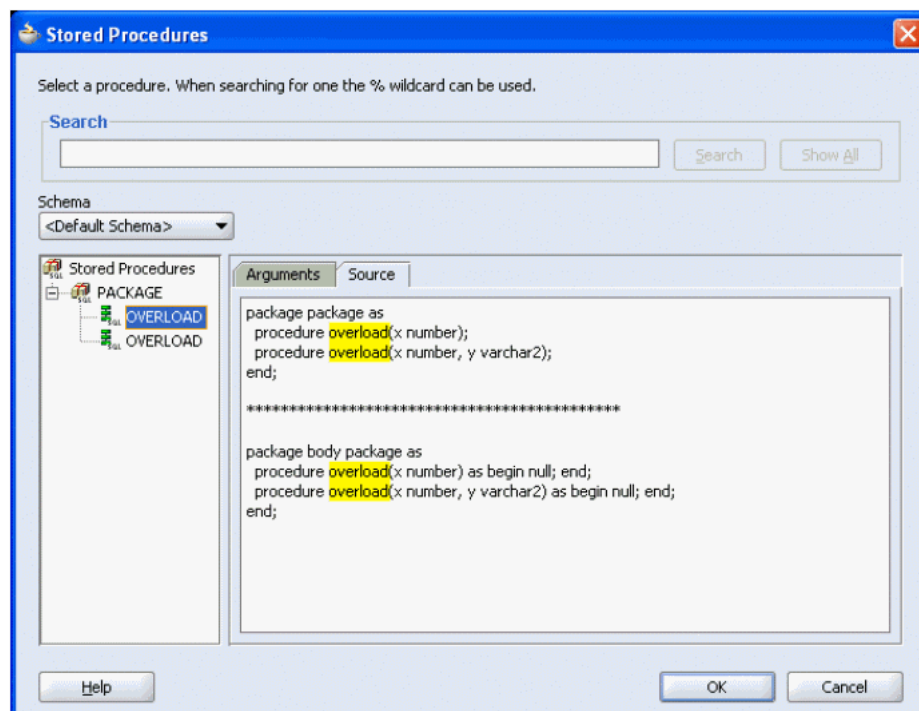 Stored Procedures
Select a procedure. When searching for one the % wildcard can be used.
Search
Search
Show All
Schema
<Default Schema>
Stored Procedures
PACKAGE
OVERLOAD
OVERLOAD
Arguments
Source
package package as
procedure overload(x number);
procedure overload(x number, y varchar2);
end;
********************************************
package body package as
procedure overload(x number) as begin null; end;
procedure overload(x number, y varchar2) as begin null; end;
end;
Help
OK
Cancel